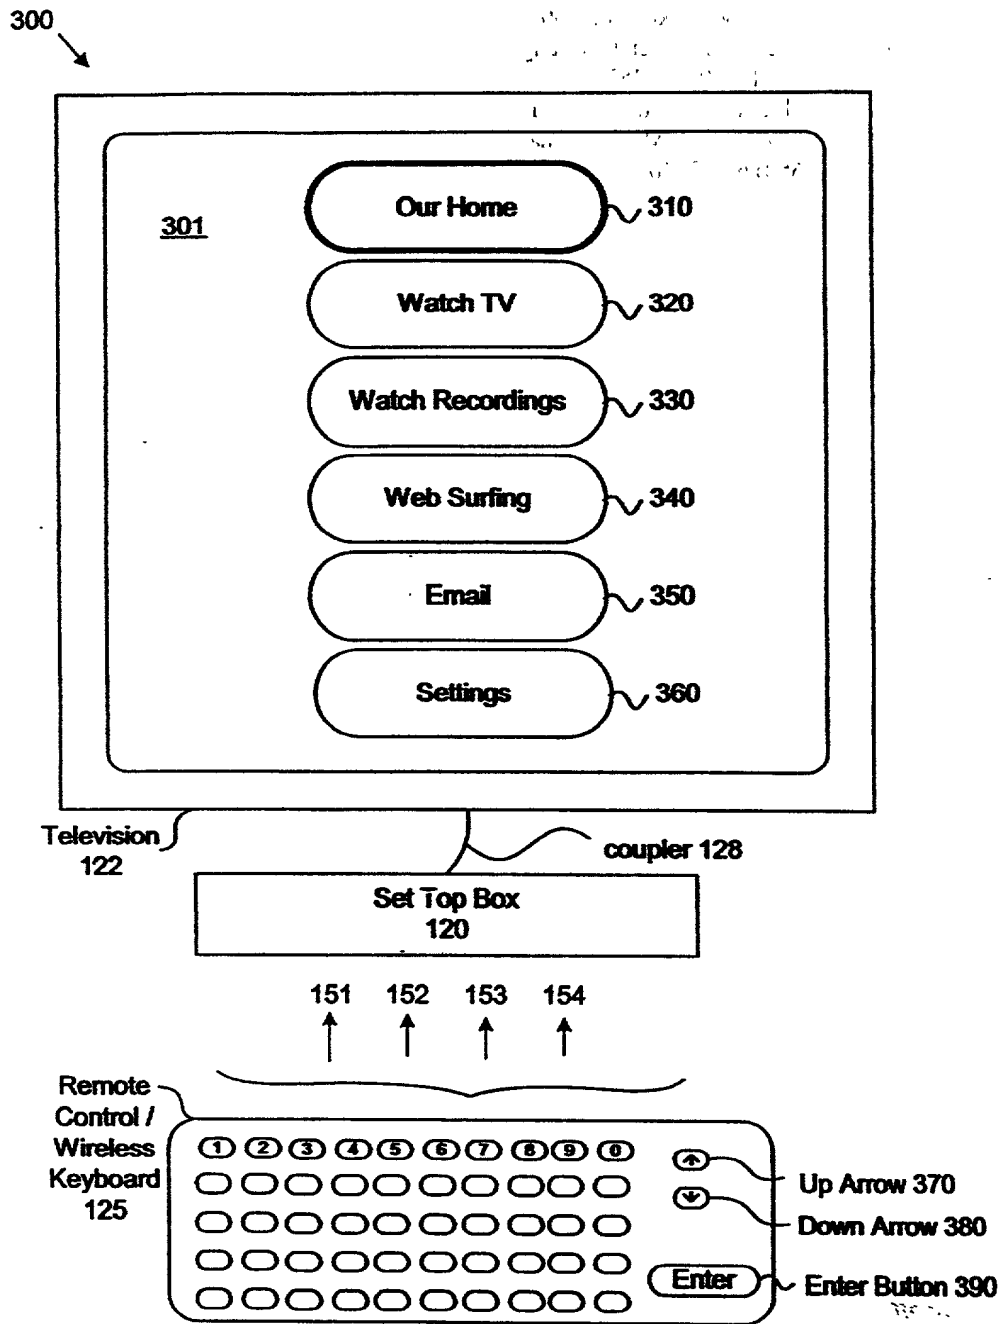 300
301
Our Home 310
Watch TV 320
Watch Recordings 330
Web Surfing 340
Email 350
Settings 360
Television
122
coupler 128
Set Top Box
120
151 152 153 154
Remote
Control /
Wireless
Keyboard
125
1 2 3 4 5 6 7 8 9 0
Up Arrow 370
Down Arrow 380
Enter
Enter Button 390